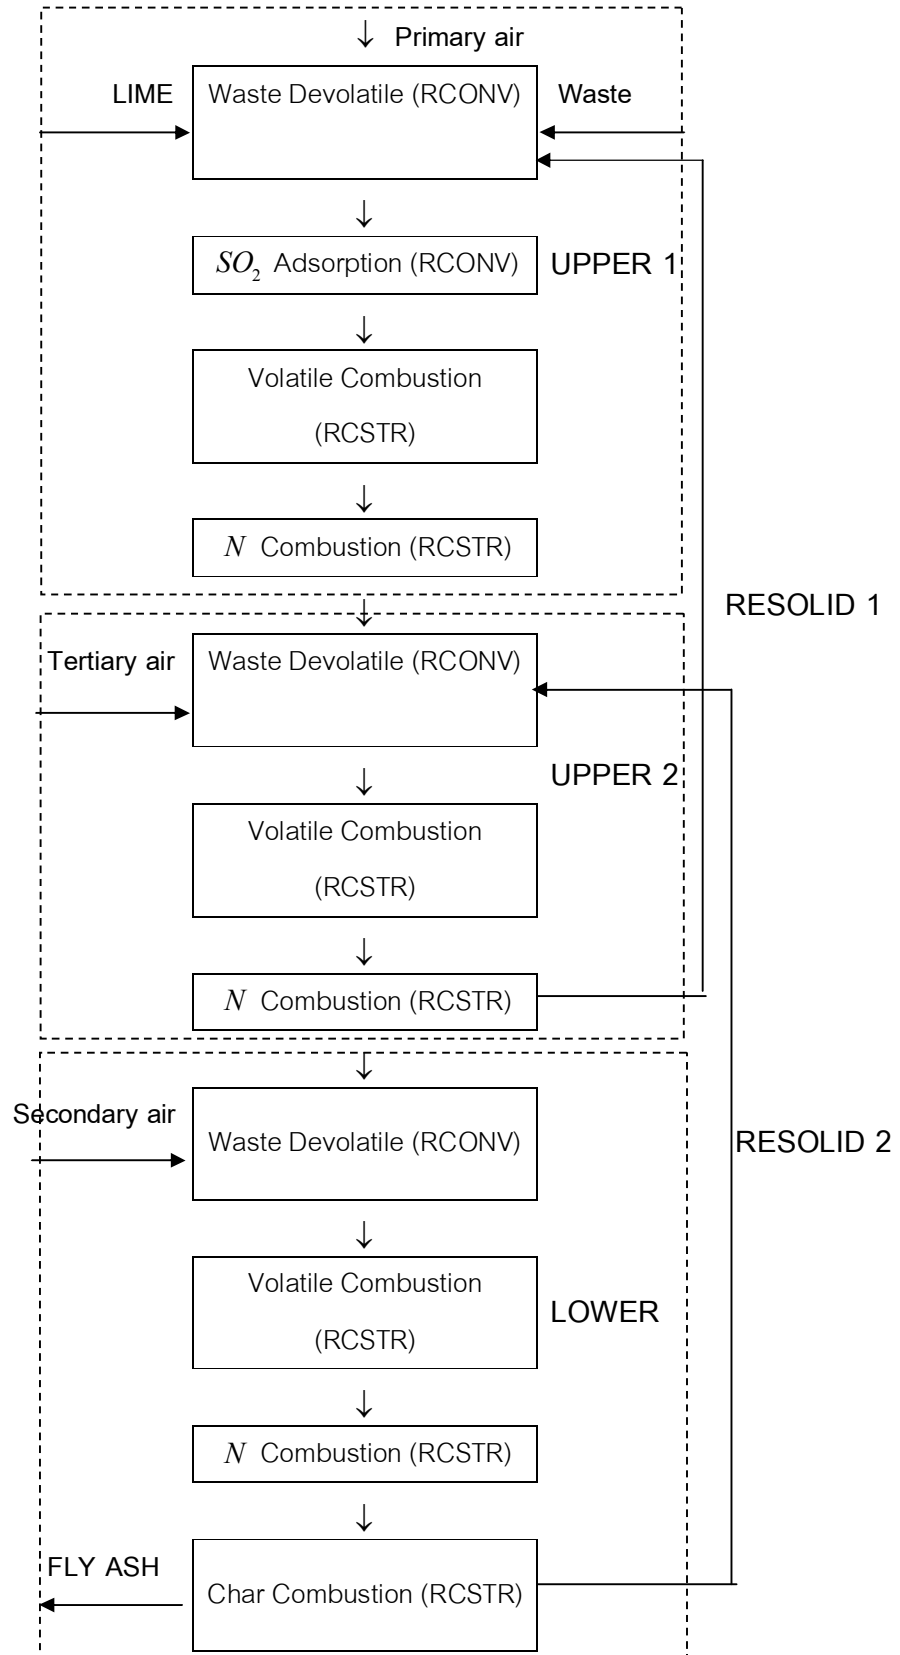 Primary air
LIME
Waste Devolatile (RCONV)
Waste
SO2 Adsorption (RCONV)
UPPER 1
Volatile Combustion
(RCSTR)
N Combustion (RCSTR)
RESOLID 1
Tertiary air
Waste Devolatile (RCONV)
UPPER 2
Volatile Combustion
(RCSTR)
N Combustion (RCSTR)
Secondary air
Waste Devolatile (RCONV)
RESOLID 2
Volatile Combustion
(RCSTR)
LOWER
N Combustion (RCSTR)
FLY ASH
Char Combustion (RCSTR)